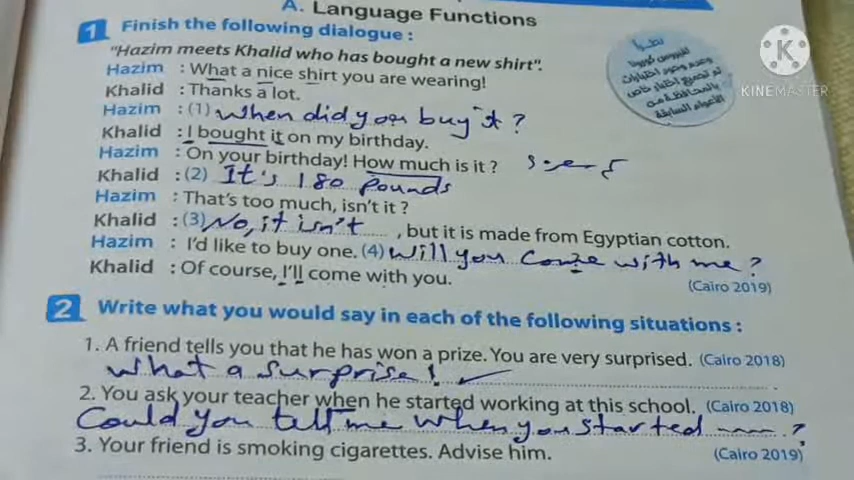 A. Language Functions
1 Finish the following dialogue :
"Hazim meets Khalid who has bought a new shirt".
Hazim : What a nice shirt you are wearing!
Khalid : Thanks a lot.
Hazim : (1) When did you buy it ?
Khalid : I bought it on my birthday.
Hazim : On your birthday! How much is it ?
Khalid : (2) It's 180 pounds
Hazim : That's too much, isn't it ?
Khalid : (3) No, it isn't ...., but it is made from Egyptian cotton.
Hazim : I'd like to buy one. (4) will you come with me ?
Khalid : Of course, I'll come with you.
(Cairo 2019)
2 Write what you would say in each of the following situations :
1. A friend tells you that he has won a prize. You are very surprised. (Cairo 2018)
What a surprise!
2. You ask your teacher when he started working at this school. (Cairo 2018)
Could you tell me when you started ?
3. Your friend is smoking cigarettes. Advise him. (Cairo 2019)
K
KINEMASTER